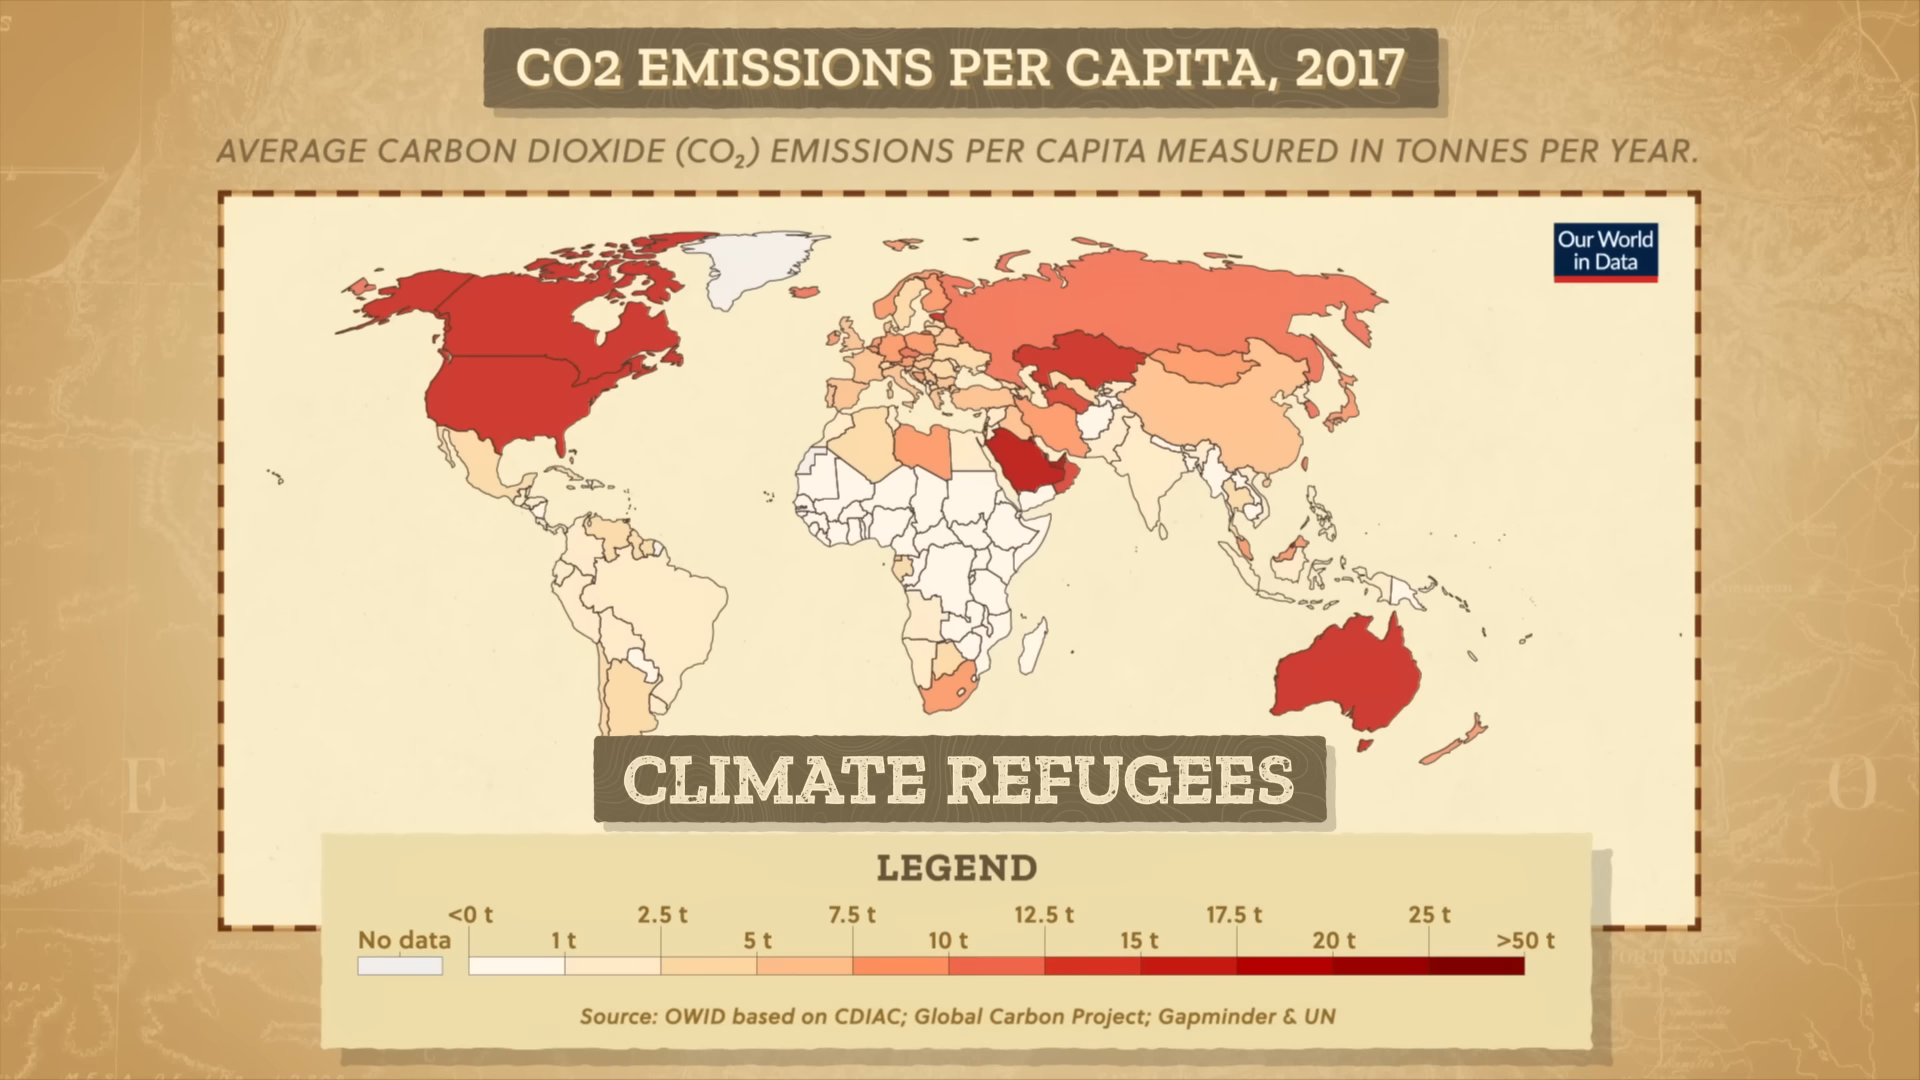 CO2 EMISSIONS PER CAPITA, 2017
AVERAGE CARBON DIOXIDE (CO₂) EMISSIONS PER CAPITA MEASURED IN TONNES PER YEAR.
Our World
in Data
CLIMATE REFUGEES
LEGEND
<0 t 2.5 t 7.5 t 12.5 t 17.5 t 25 t
No data 1 t 5 t 10 t 15 t 20 t >50 t
Source: OWID based on CDIAC; Global Carbon Project; Gapminder & UN